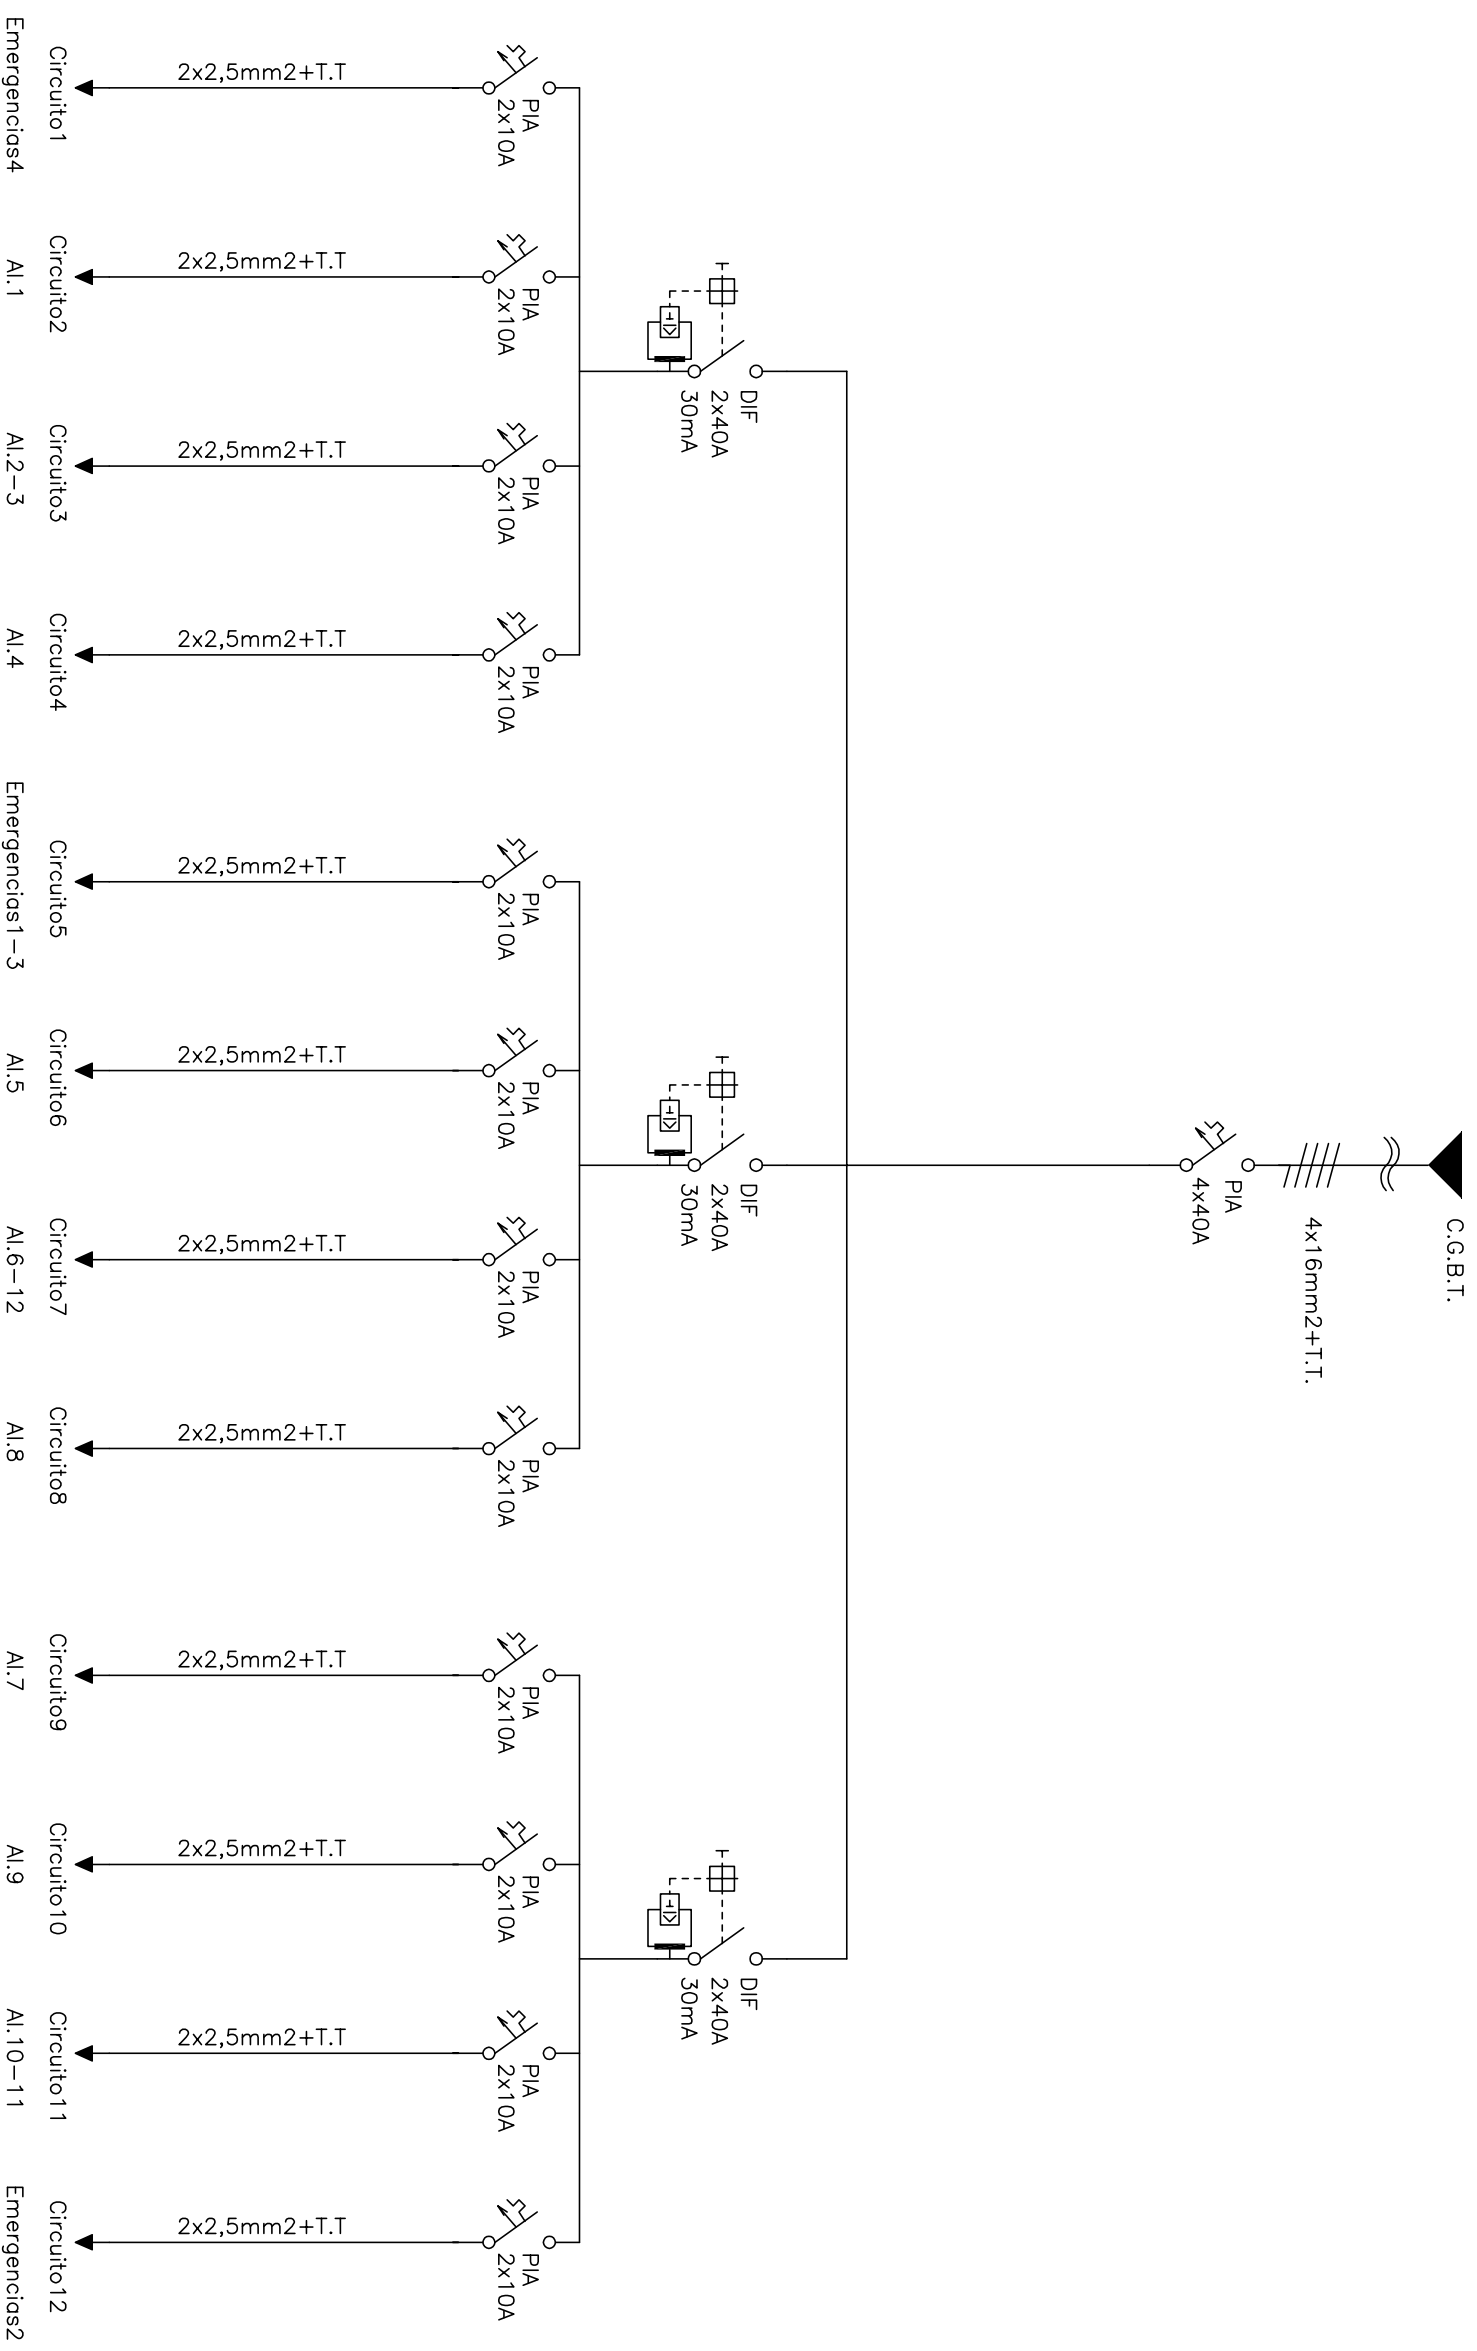 C.G.B.T.
4x16mm2+T.T.
PIA
4x40A
DIF
2x40A
30mA
DIF
2x40A
30mA
DIF
2x40A
30mA
PIA
2x10A
PIA
2x10A
PIA
2x10A
PIA
2x10A
PIA
2x10A
PIA
2x10A
PIA
2x10A
PIA
2x10A
PIA
2x10A
PIA
2x10A
PIA
2x10A
PIA
2x10A
2x2,5mm2+T.T
2x2,5mm2+T.T
2x2,5mm2+T.T
2x2,5mm2+T.T
2x2,5mm2+T.T
2x2,5mm2+T.T
2x2,5mm2+T.T
2x2,5mm2+T.T
2x2,5mm2+T.T
2x2,5mm2+T.T
2x2,5mm2+T.T
2x2,5mm2+T.T
Circuito1
Emergencias4
Circuito2
Al.1
Circuito3
Al.2-3
Circuito4
Al.4
Circuito5
Emergencias1-3
Circuito6
Al.5
Circuito7
Al.6-12
Circuito8
Al.8
Circuito9
Al.7
Circuito10
Al.9
Circuito11
Al.10-11
Circuito12
Emergencias2